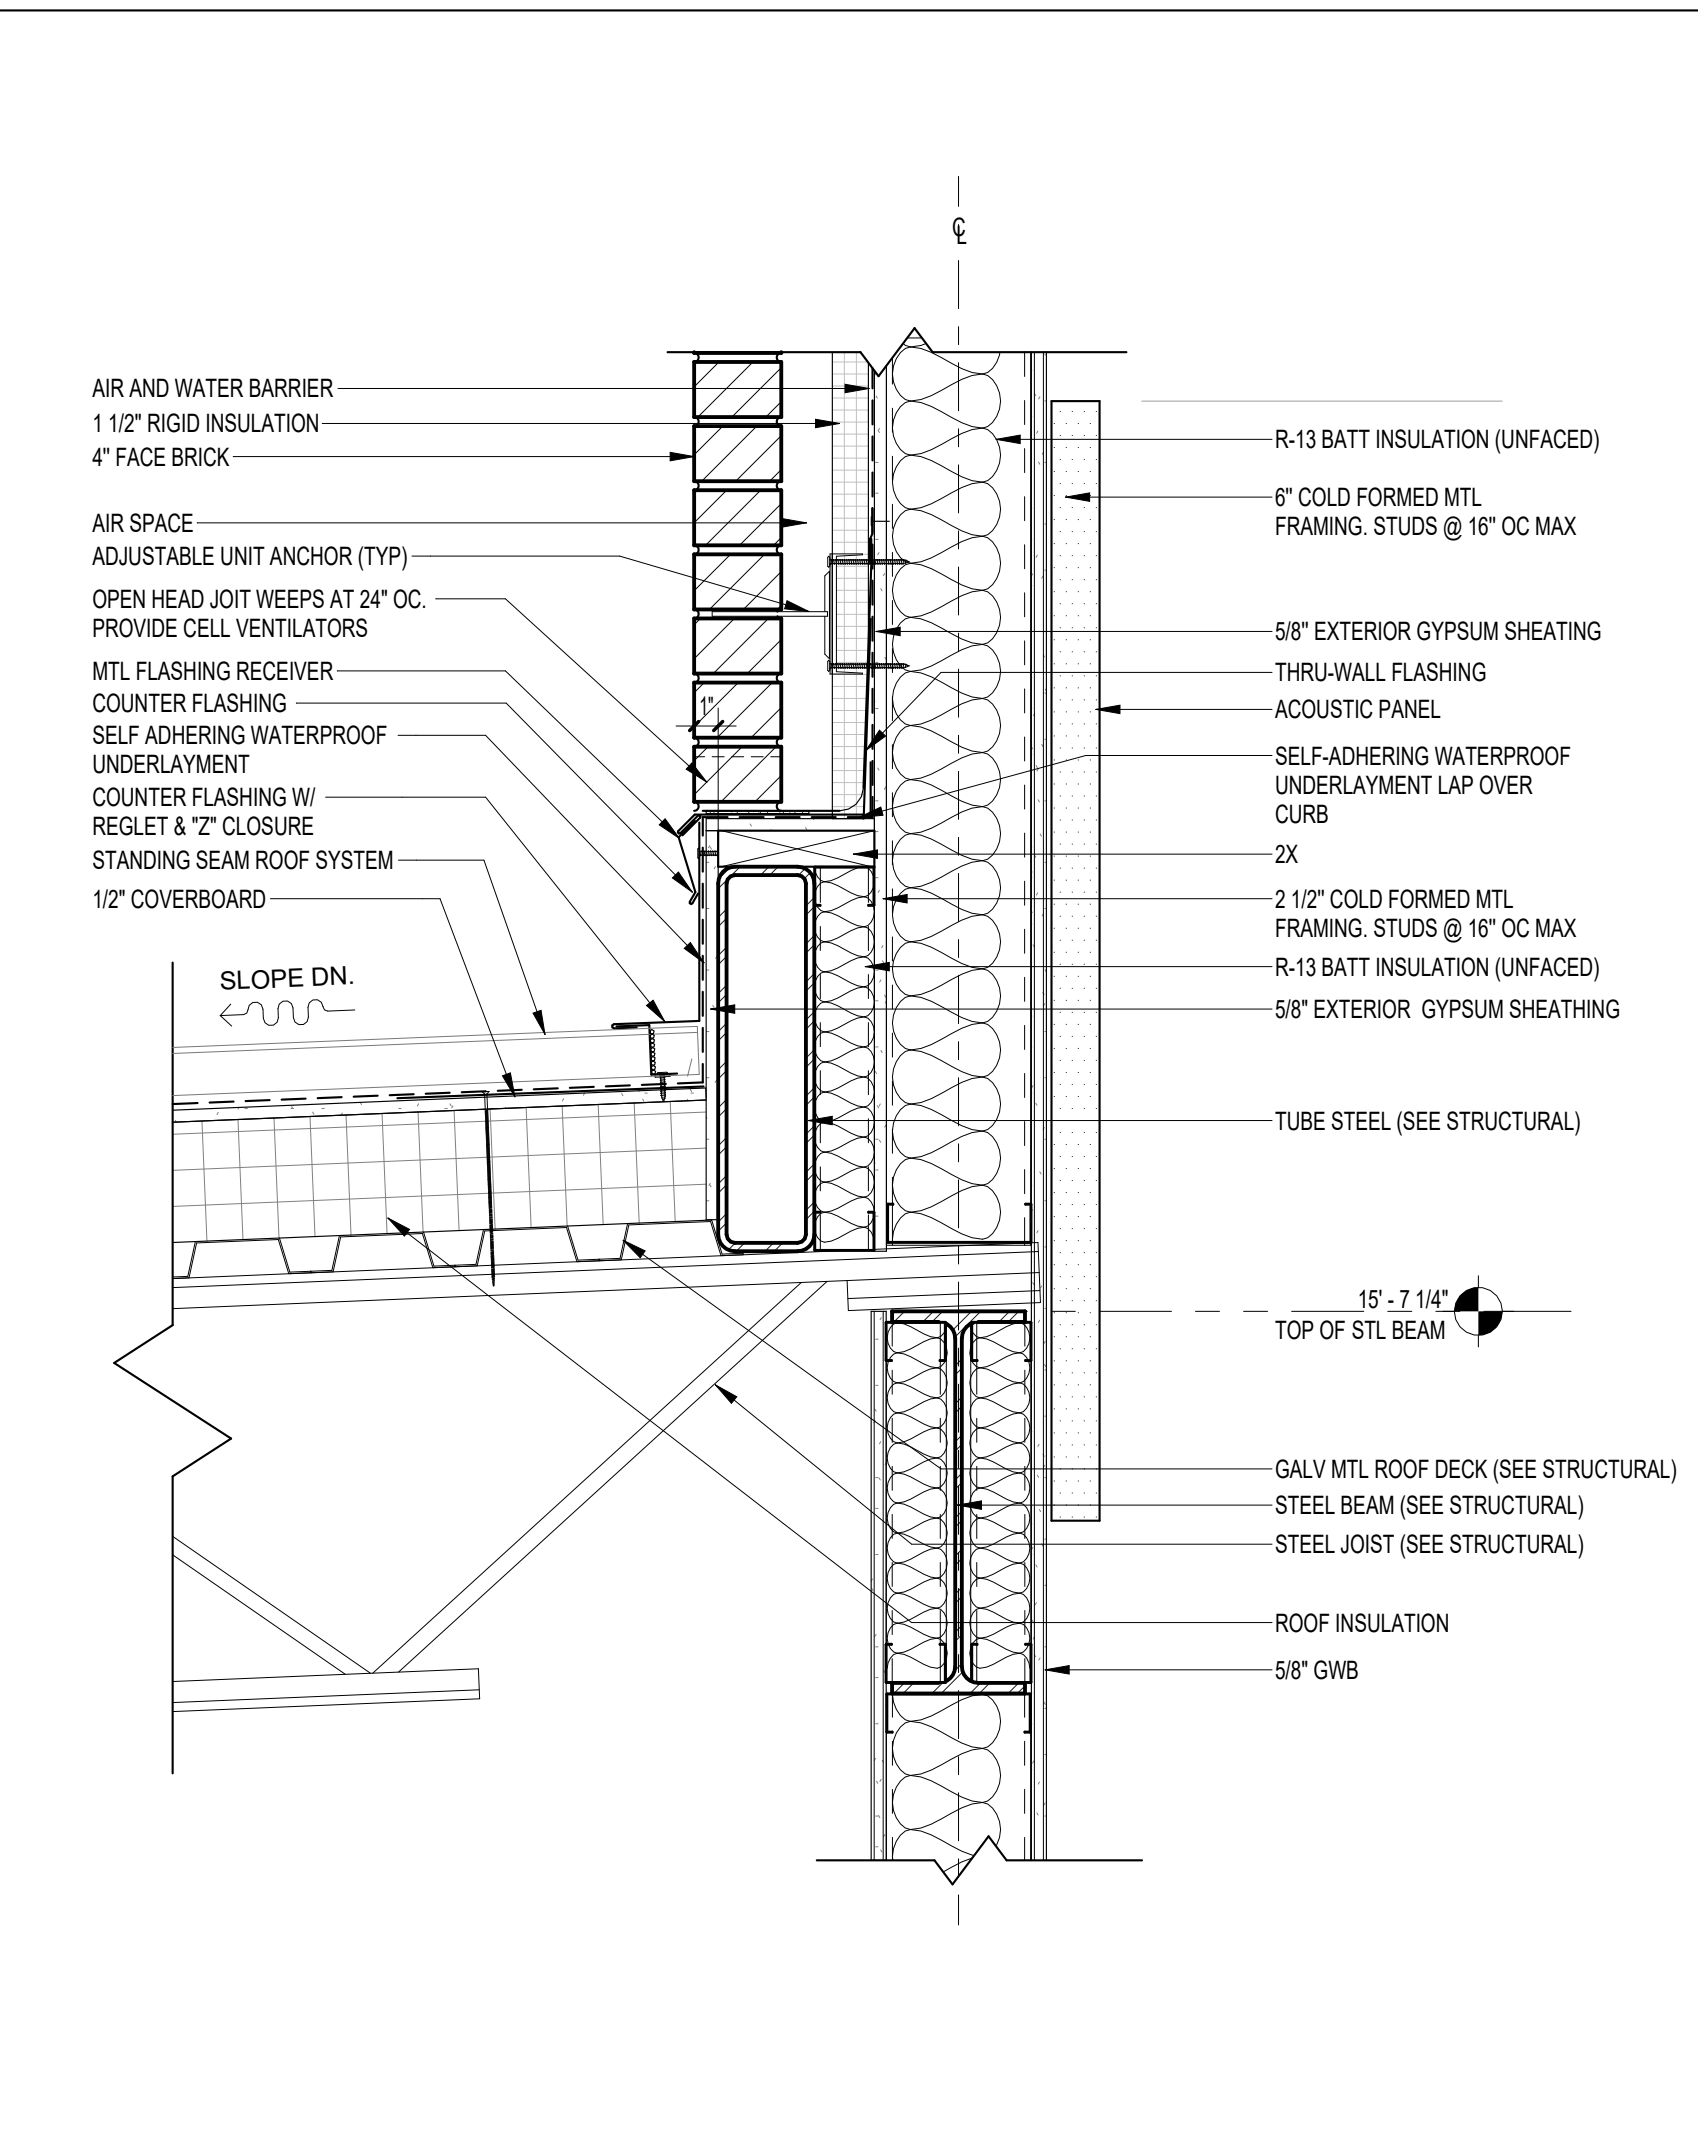 ℄
AIR AND WATER BARRIER
1 1/2" RIGID INSULATION
4" FACE BRICK
AIR SPACE
ADJUSTABLE UNIT ANCHOR (TYP)
OPEN HEAD JOIT WEEPS AT 24" OC.
PROVIDE CELL VENTILATORS
MTL FLASHING RECEIVER
COUNTER FLASHING
SELF ADHERING WATERPROOF
UNDERLAYMENT
COUNTER FLASHING W/
REGLET & "Z" CLOSURE
STANDING SEAM ROOF SYSTEM
1/2" COVERBOARD
SLOPE DN.
1"
R-13 BATT INSULATION (UNFACED)
6" COLD FORMED MTL
FRAMING. STUDS @ 16" OC MAX
5/8" EXTERIOR GYPSUM SHEATING
THRU-WALL FLASHING
ACOUSTIC PANEL
SELF-ADHERING WATERPROOF
UNDERLAYMENT LAP OVER
CURB
2X
2 1/2" COLD FORMED MTL
FRAMING. STUDS @ 16" OC MAX
R-13 BATT INSULATION (UNFACED)
5/8" EXTERIOR GYPSUM SHEATHING
TUBE STEEL (SEE STRUCTURAL)
15' - 7 1/4"
TOP OF STL BEAM
GALV MTL ROOF DECK (SEE STRUCTURAL)
STEEL BEAM (SEE STRUCTURAL)
STEEL JOIST (SEE STRUCTURAL)
ROOF INSULATION
5/8" GWB